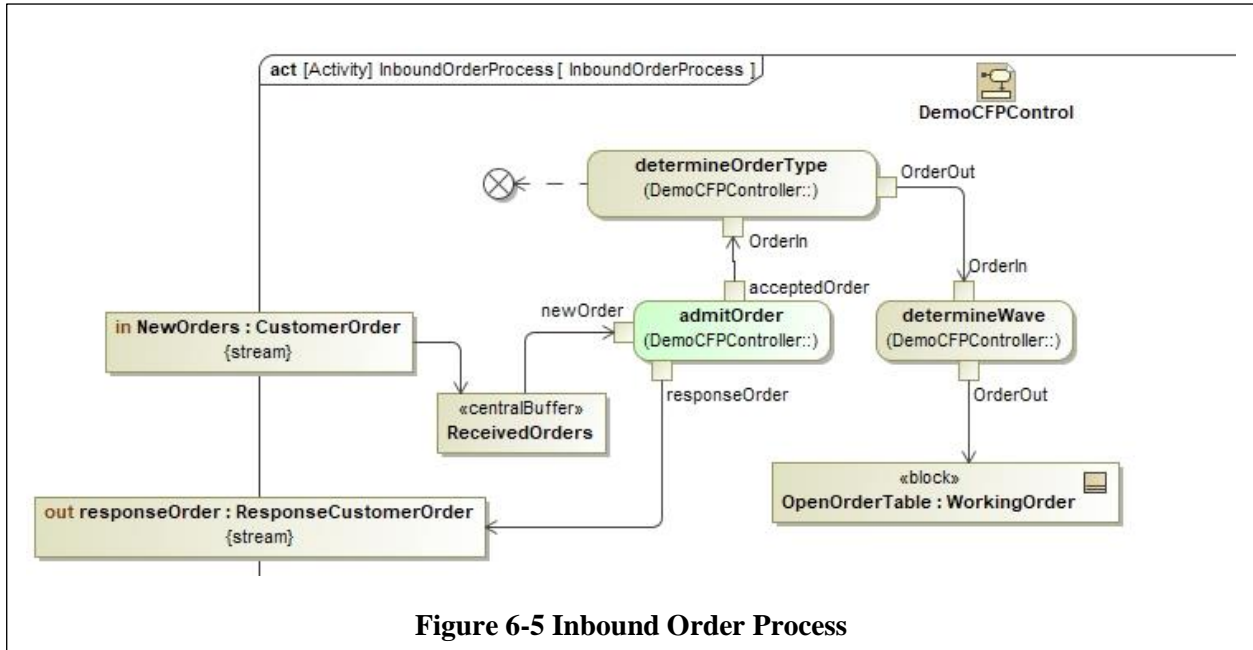 act [Activity] InboundOrderProcess [ InboundOrderProcess ]
DemoCFPControl
determineOrderType
(DemoCFPController::)
OrderOut
OrderIn
OrderIn
acceptedOrder
newOrder
admitOrder
(DemoCFPController::)
determineWave
(DemoCFPController::)
in NewOrders : CustomerOrder
{stream}
responseOrder
OrderOut
«centralBuffer»
ReceivedOrders
«block»
OpenOrderTable : WorkingOrder
out responseOrder : ResponseCustomerOrder
{stream}
Figure 6-5 Inbound Order Process